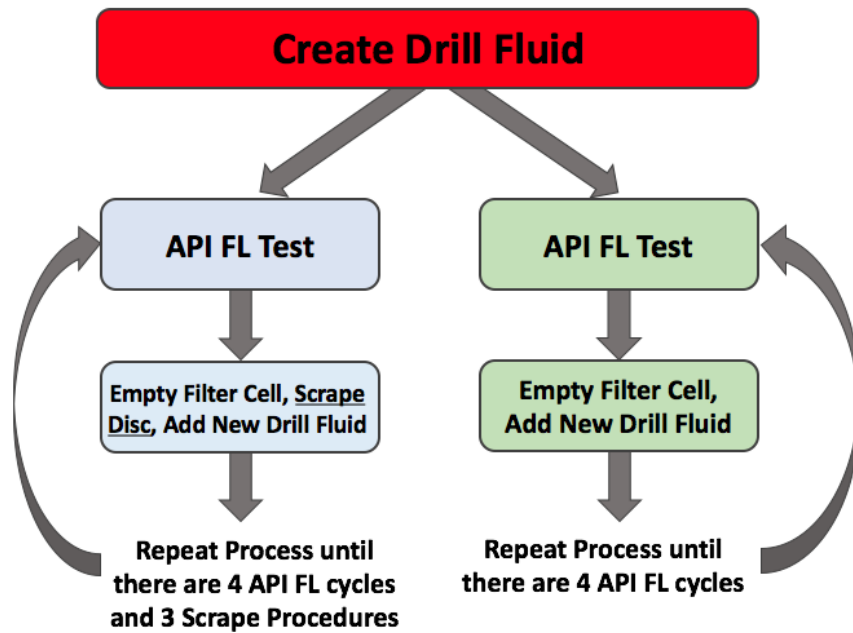 Create Drill Fluid
API FL Test
Empty Filter Cell, Scrape
Disc, Add New Drill Fluid
Repeat Process until
there are 4 API FL cycles
and 3 Scrape Procedures
API FL Test
Empty Filter Cell,
Add New Drill Fluid
Repeat Process until
there are 4 API FL cycles